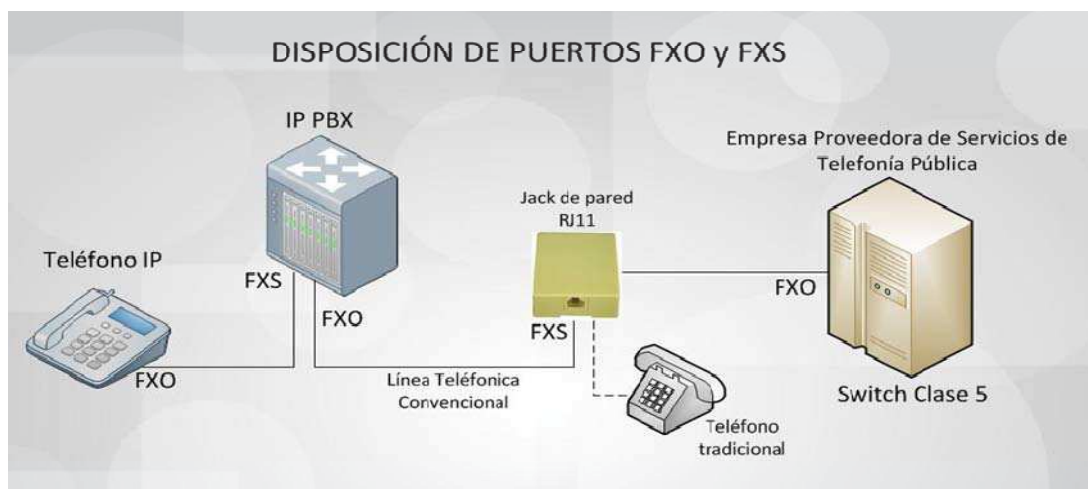 DISPOSICIÓN DE PUERTOS FXO y FXS
IP PBX
Empresa Proveedora de Servicios de
Telefonía Pública
Jack de pared
RJ11
Teléfono IP
FXS
FXO
FXO
FXS
FXO
Línea Teléfonica
Convencional
Teléfono
tradicional
Switch Clase 5